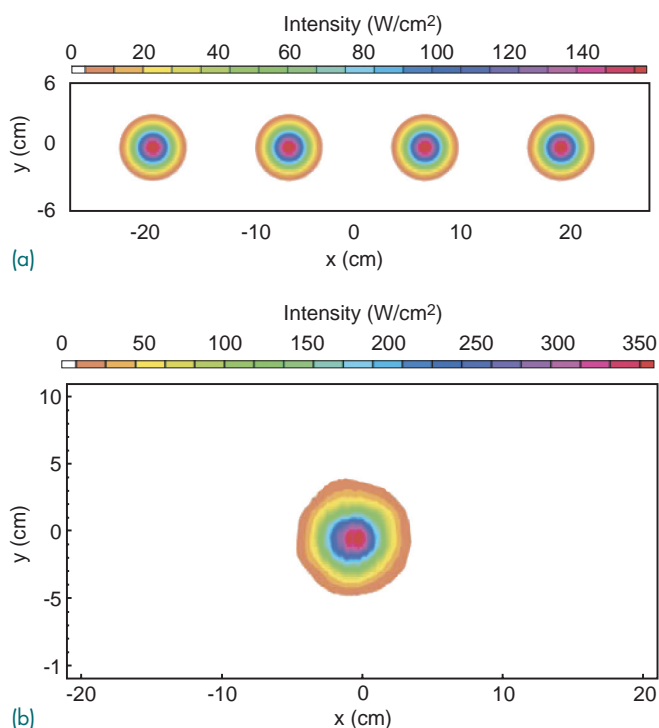 Intensity (W/cm2)
0 20 40 60 80 100 120 140
6
0
-6
y (cm)
-20 -10 0 10 20
x (cm)
(a)
Intensity (W/cm2)
0 50 100 150 200 250 300 350
10
5
0
-5
-1
y (cm)
-20 -10 0 10 20
x (cm)
(b)